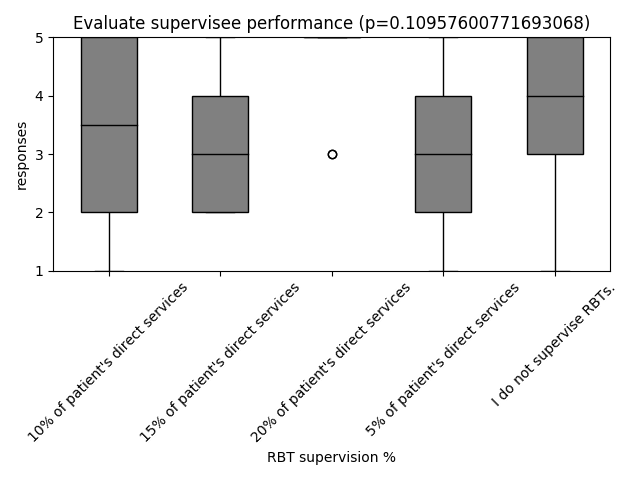 Evaluate supervisee performance (p=0.10957600771693068)
responses
5
4
3
2
1
10% of patient's direct services
15% of patient's direct services
20% of patient's direct services
5% of patient's direct services
I do not supervise RBTs.
RBT supervision %